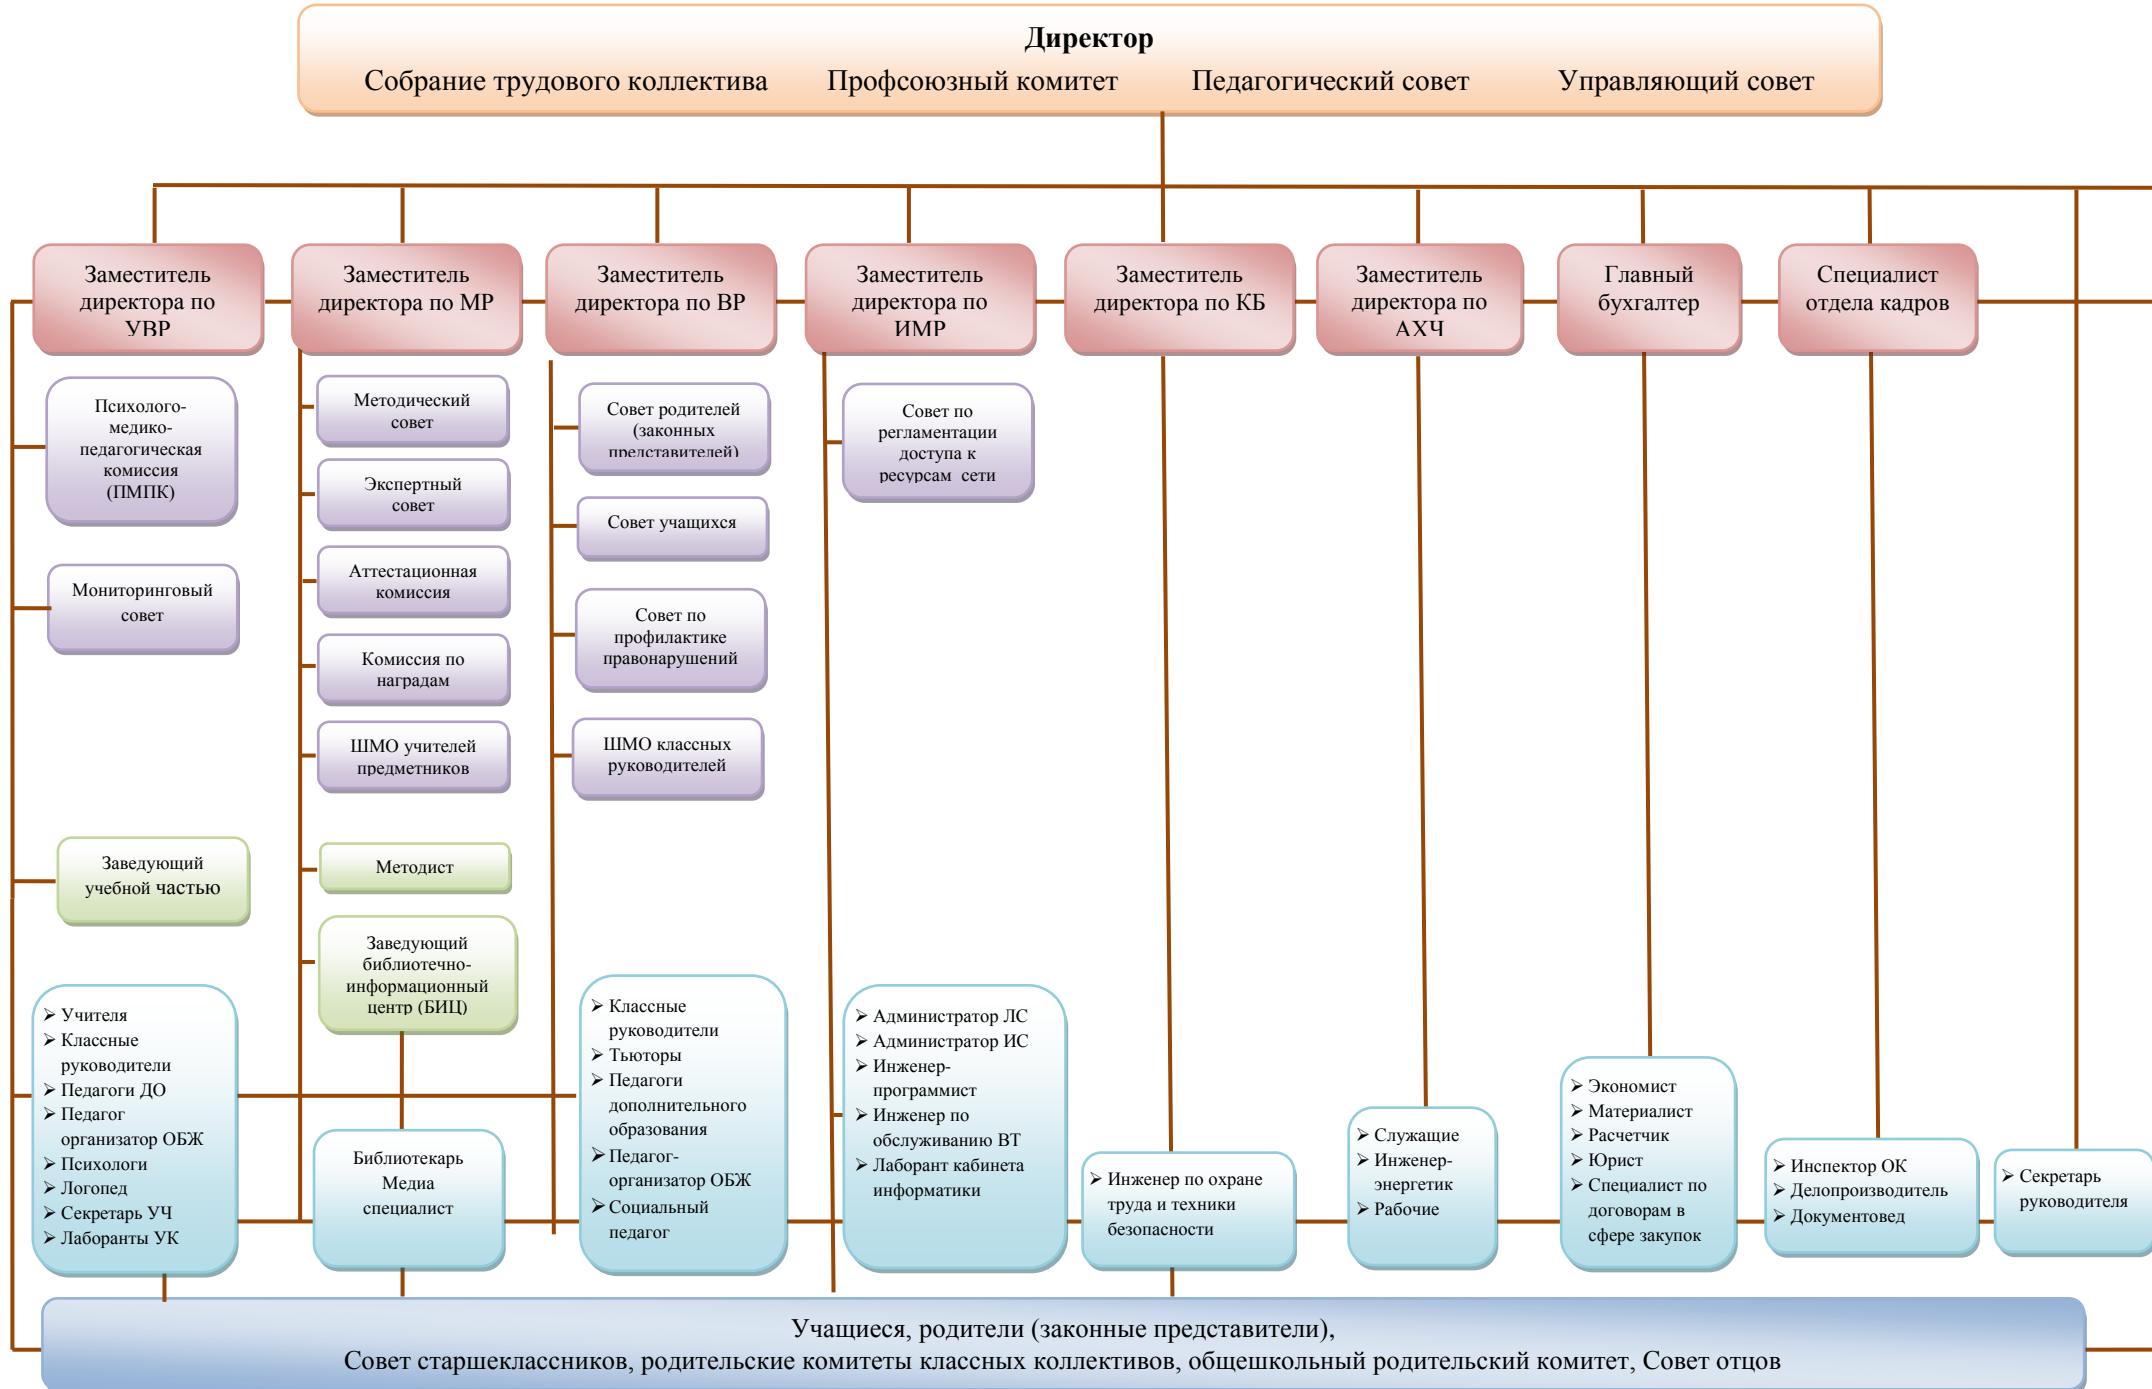 Директор
Собрание трудового коллектива Профсоюзный комитет Педагогический совет Управляющий совет
Заместитель
директора по
УВР
Заместитель
директора по МР
Заместитель
директора по ВР
Заместитель
директора по
ИМР
Заместитель
директора по КБ
Заместитель
директора по
АХЧ
Главный
бухгалтер
Специалист
отдела кадров
Психолого-
медико-
педагогическая
комиссия
(ПМПК)
Мониторинговый
совет
Заведующий
учебной частью
➢ Учителя
➢ Классные
руководители
➢ Педагоги ДО
➢ Педагог
организатор ОБЖ
➢ Психологи
➢ Логопед
➢ Секретарь УЧ
➢ Лаборанты УК
Методический
совет
Экспертный
совет
Аттестационная
комиссия
Комиссия по
наградам
ШМО учителей
предметников
Методист
Заведующий
библиотечно-
информационный
центр (БИЦ)
Библиотекарь
Медиа
специалист
Совет родителей
(законных
представителей)
Совет учащихся
Совет по
профилактике
правонарушений
ШМО классных
руководителей
➢ Классные
руководители
➢ Тьюторы
➢ Педагоги
дополнительного
образования
➢ Педагог-
организатор ОБЖ
➢ Социальный
педагог
Совет по
регламентации
доступа к
ресурсам сети
➢ Администратор ЛС
➢ Администратор ИС
➢ Инженер-
программист
➢ Инженер по
обслуживанию ВТ
➢ Лаборант кабинета
информатики
➢ Инженер по охране
труда и техники
безопасности
➢ Служащие
➢ Инженер-
энергетик
➢ Рабочие
➢ Экономист
➢ Материалист
➢ Расчетчик
➢ Юрист
➢ Специалист по
договорам в
сфере закупок
➢ Инспектор ОК
➢ Делопроизводитель
➢ Документовед
➢ Секретарь
руководителя
Учащиеся, родители (законные представители),
Совет старшеклассников, родительские комитеты классных коллективов, общешкольный родительский комитет, Совет отцов